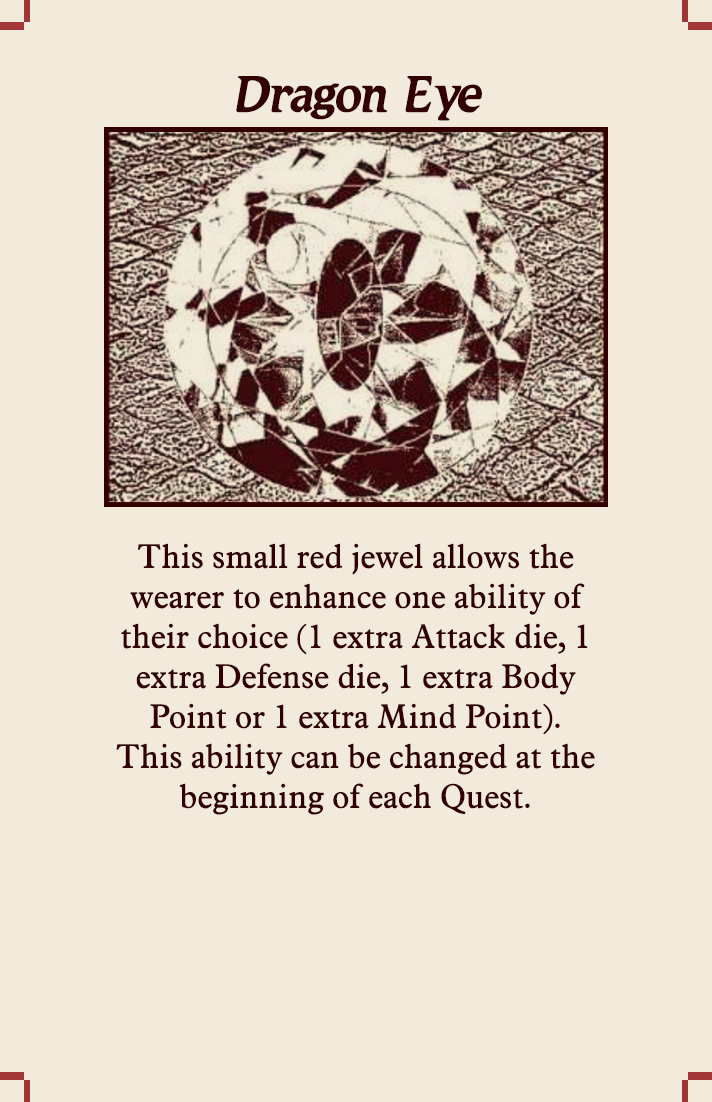 Dragon Eye
This small red jewel allows the
wearer to enhance one ability of
their choice (1 extra Attack die, 1
extra Defense die, 1 extra Body
Point or 1 extra Mind Point).
This ability can be changed at the
beginning of each Quest.